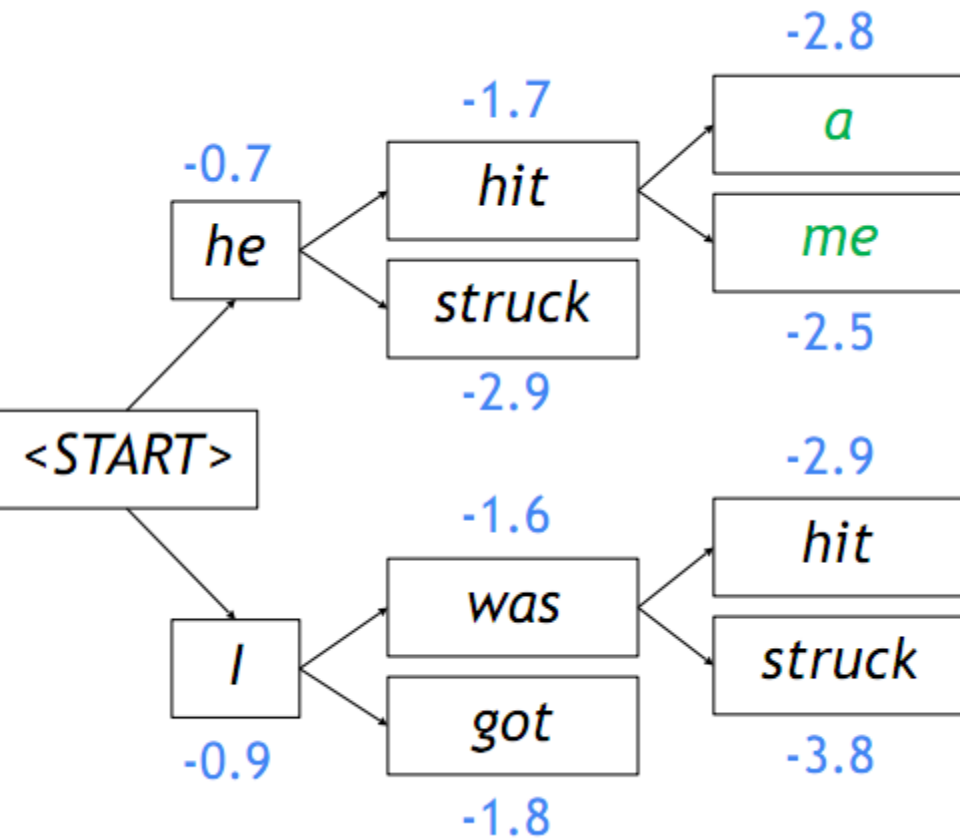 -2.8
a
-1.7
hit
-0.7
he
me
-2.5
struck
-2.9
<START>
-2.9
hit
-1.6
was
struck
-3.8
I
-0.9
got
-1.8